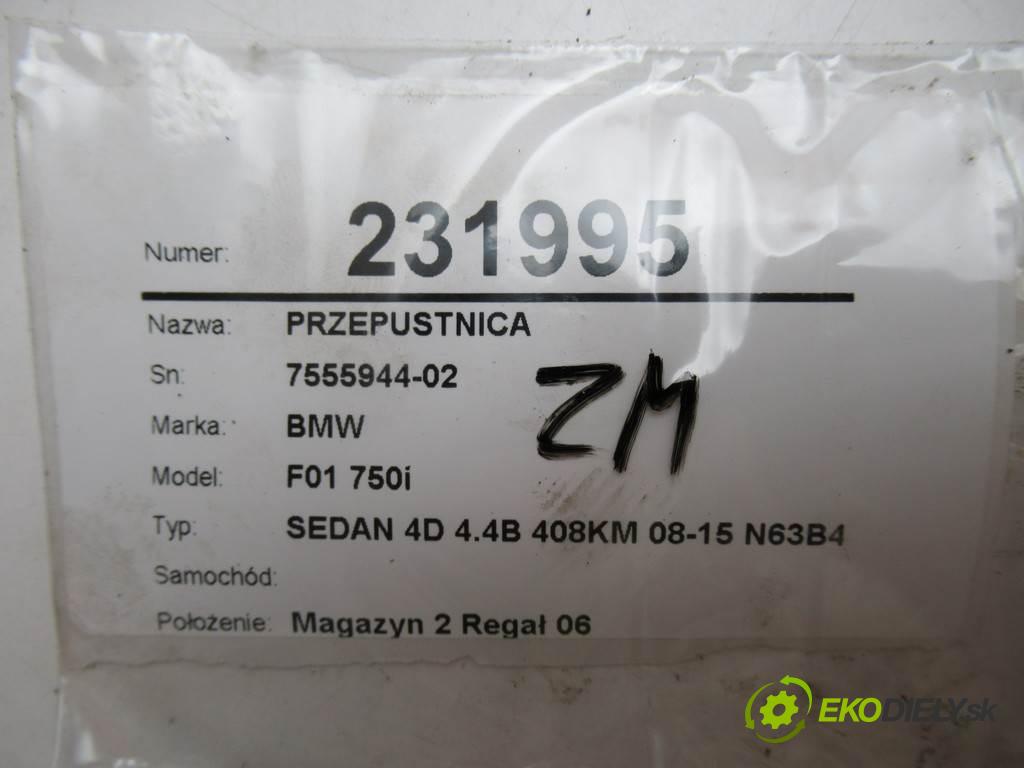 Numer: 231995
Nazwa: PRZEPUSTNICA
Sn: 7555944-02
ZM
Marka: BMW
Model: F01 750i
Typ: SEDAN 4D 4.4B 408KM 08-15 N63B4
Samochód:
Położenie: Magazyn 2 Regał 06
EKODIELY.sk